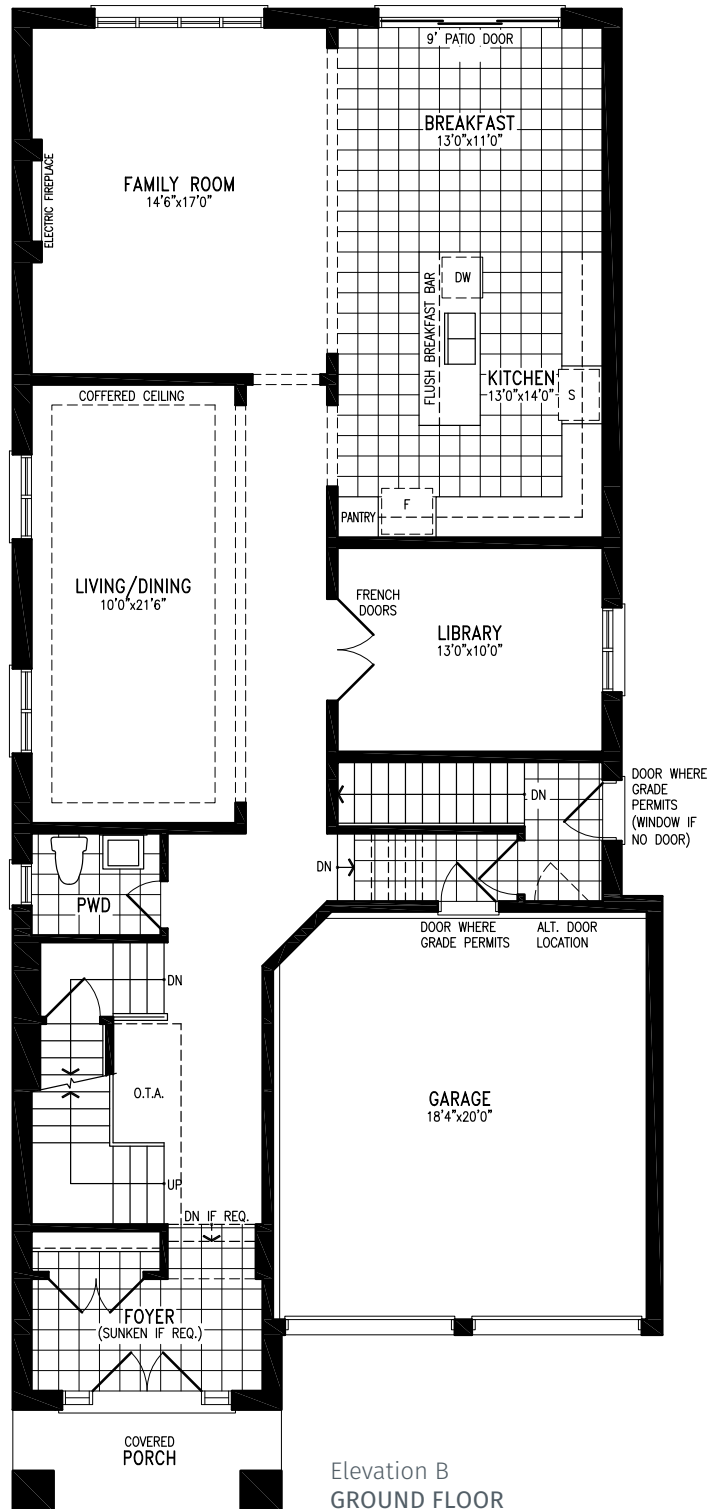 9' PATIO DOOR
BREAKFAST
13'0"x11'0"
FAMILY ROOM
14'6"x17'0"
ELECTRIC FIREPLACE
DW
FLUSH BREAKFAST BAR
KITCHEN
13'0"x14'0"
S
COFFERED CEILING
F
PANTRY
LIVING/DINING
10'0"x21'6"
FRENCH
DOORS
LIBRARY
13'0"x10'0"
DN
DOOR WHERE
GRADE
PERMITS
(WINDOW IF
NO DOOR)
DN
PWD
DOOR WHERE
GRADE PERMITS
ALT. DOOR
LOCATION
DN
O.T.A.
GARAGE
18'4"x20'0"
UP
DN IF REQ.
FOYER
(SUNKEN IF REQ.)
COVERED
PORCH
Elevation B
GROUND FLOOR